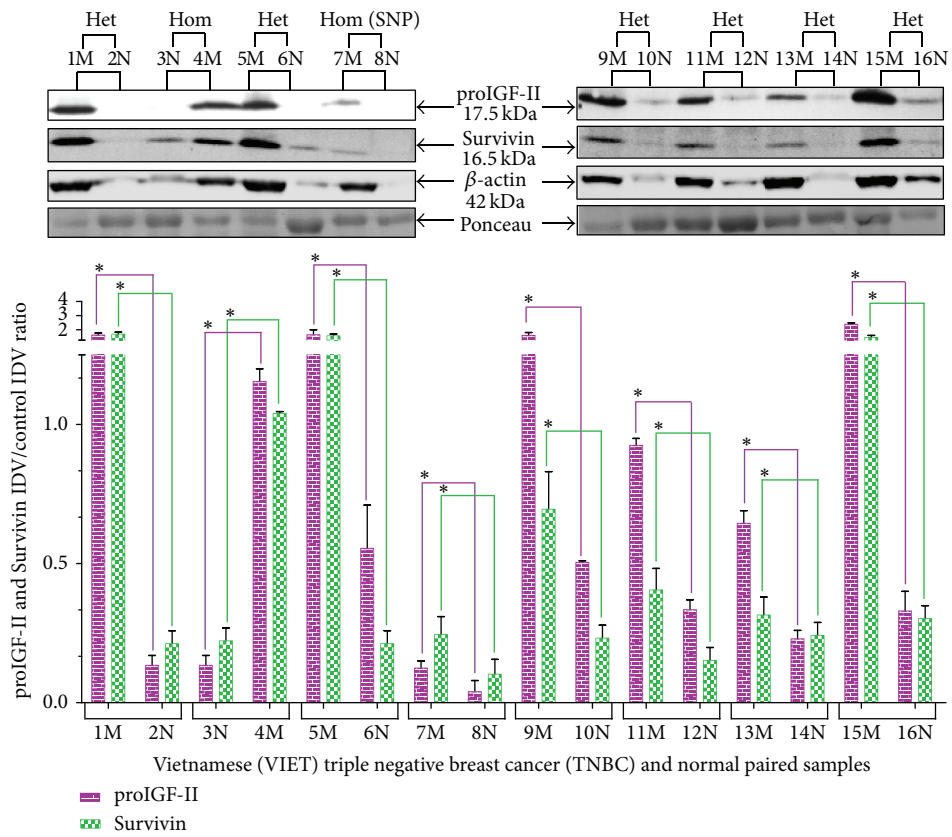 Het Hom Het Hom (SNP) Het Het Het Het
1M 2N 3N 4M 5M 6N 7M 8N 9M 10N 11M 12N 13M 14N 15M 16N
proIGF-II
17.5 kDa
Survivin
16.5 kDa
β-actin
42 kDa
Ponceau
* * * * * * * * * * * * * * * *
proIGF-II and Survivin IDV/control IDV ratio
4
3
2
1.0
0.5
0.0
1M 2N 3N 4M 5M 6N 7M 8N 9M 10N 11M 12N 13M 14N 15M 16N
Vietnamese (VIET) triple negative breast cancer (TNBC) and normal paired samples
proIGF-II
Survivin